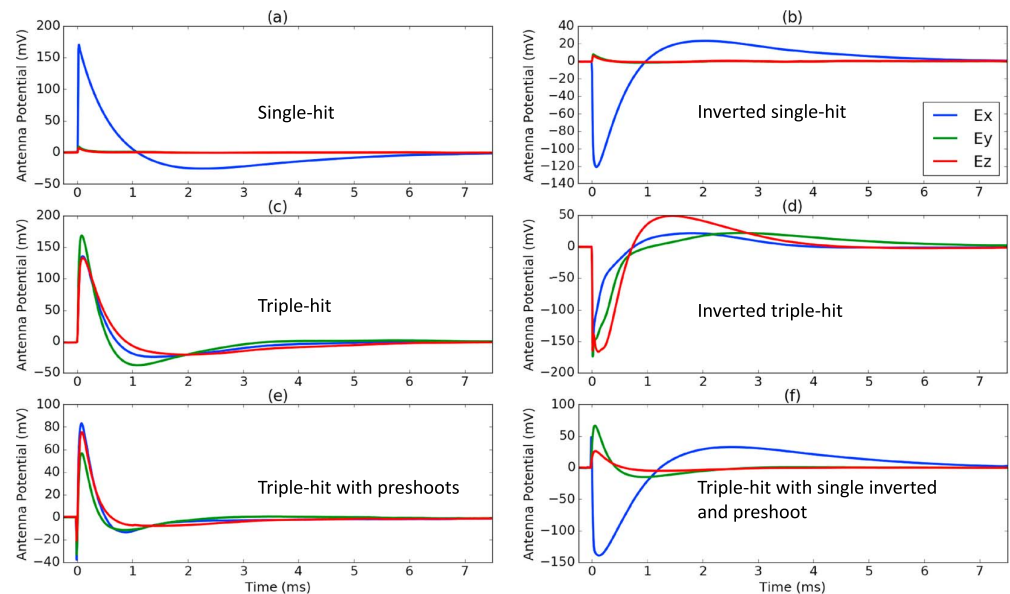 (a)
Antenna Potential (mV)
200
150
100
50
0
−50
Single-hit
0 1 2 3 4 5 6 7
(b)
Antenna Potential (mV)
40
20
0
−20
−40
−60
−80
−100
−120
−140
Inverted single-hit
Ex
Ey
Ez
0 1 2 3 4 5 6 7
(c)
Antenna Potential (mV)
200
150
100
50
0
−50
Triple-hit
0 1 2 3 4 5 6 7
(d)
Antenna Potential (mV)
50
0
−50
−100
−150
−200
Inverted triple-hit
0 1 2 3 4 5 6 7
(e)
Antenna Potential (mV)
100
80
60
40
20
0
−20
−40
Triple-hit with preshoots
0 1 2 3 4 5 6 7
Time (ms)
(f)
Antenna Potential (mV)
100
50
0
−50
−100
−150
Triple-hit with single inverted
and preshoot
0 1 2 3 4 5 6 7
Time (ms)